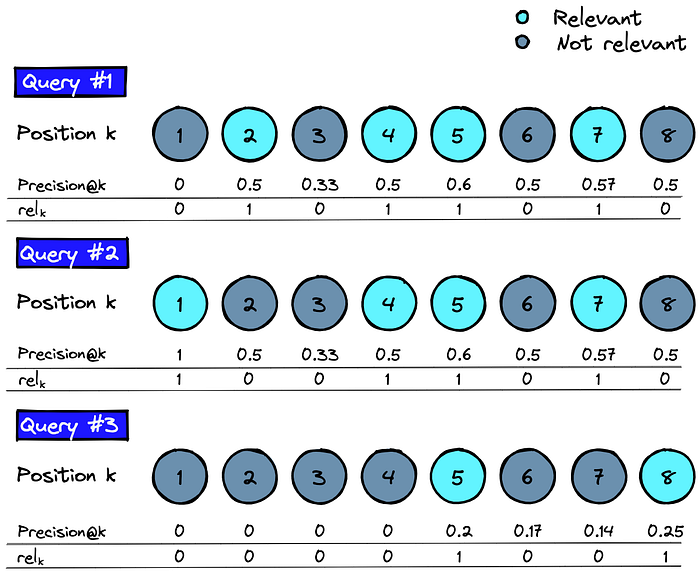 Relevant
Not relevant
Query #1
Position k 1 2 3 4 5 6 7 8
Precision@k 0 0.5 0.33 0.5 0.6 0.5 0.57 0.5
relₖ 0 1 0 1 1 0 1 0
Query #2
Position k 1 2 3 4 5 6 7 8
Precision@k 1 0.5 0.33 0.5 0.6 0.5 0.57 0.5
relₖ 1 0 0 1 1 0 1 0
Query #3
Position k 1 2 3 4 5 6 7 8
Precision@k 0 0 0 0 0.2 0.17 0.14 0.25
relₖ 0 0 0 0 1 0 0 1